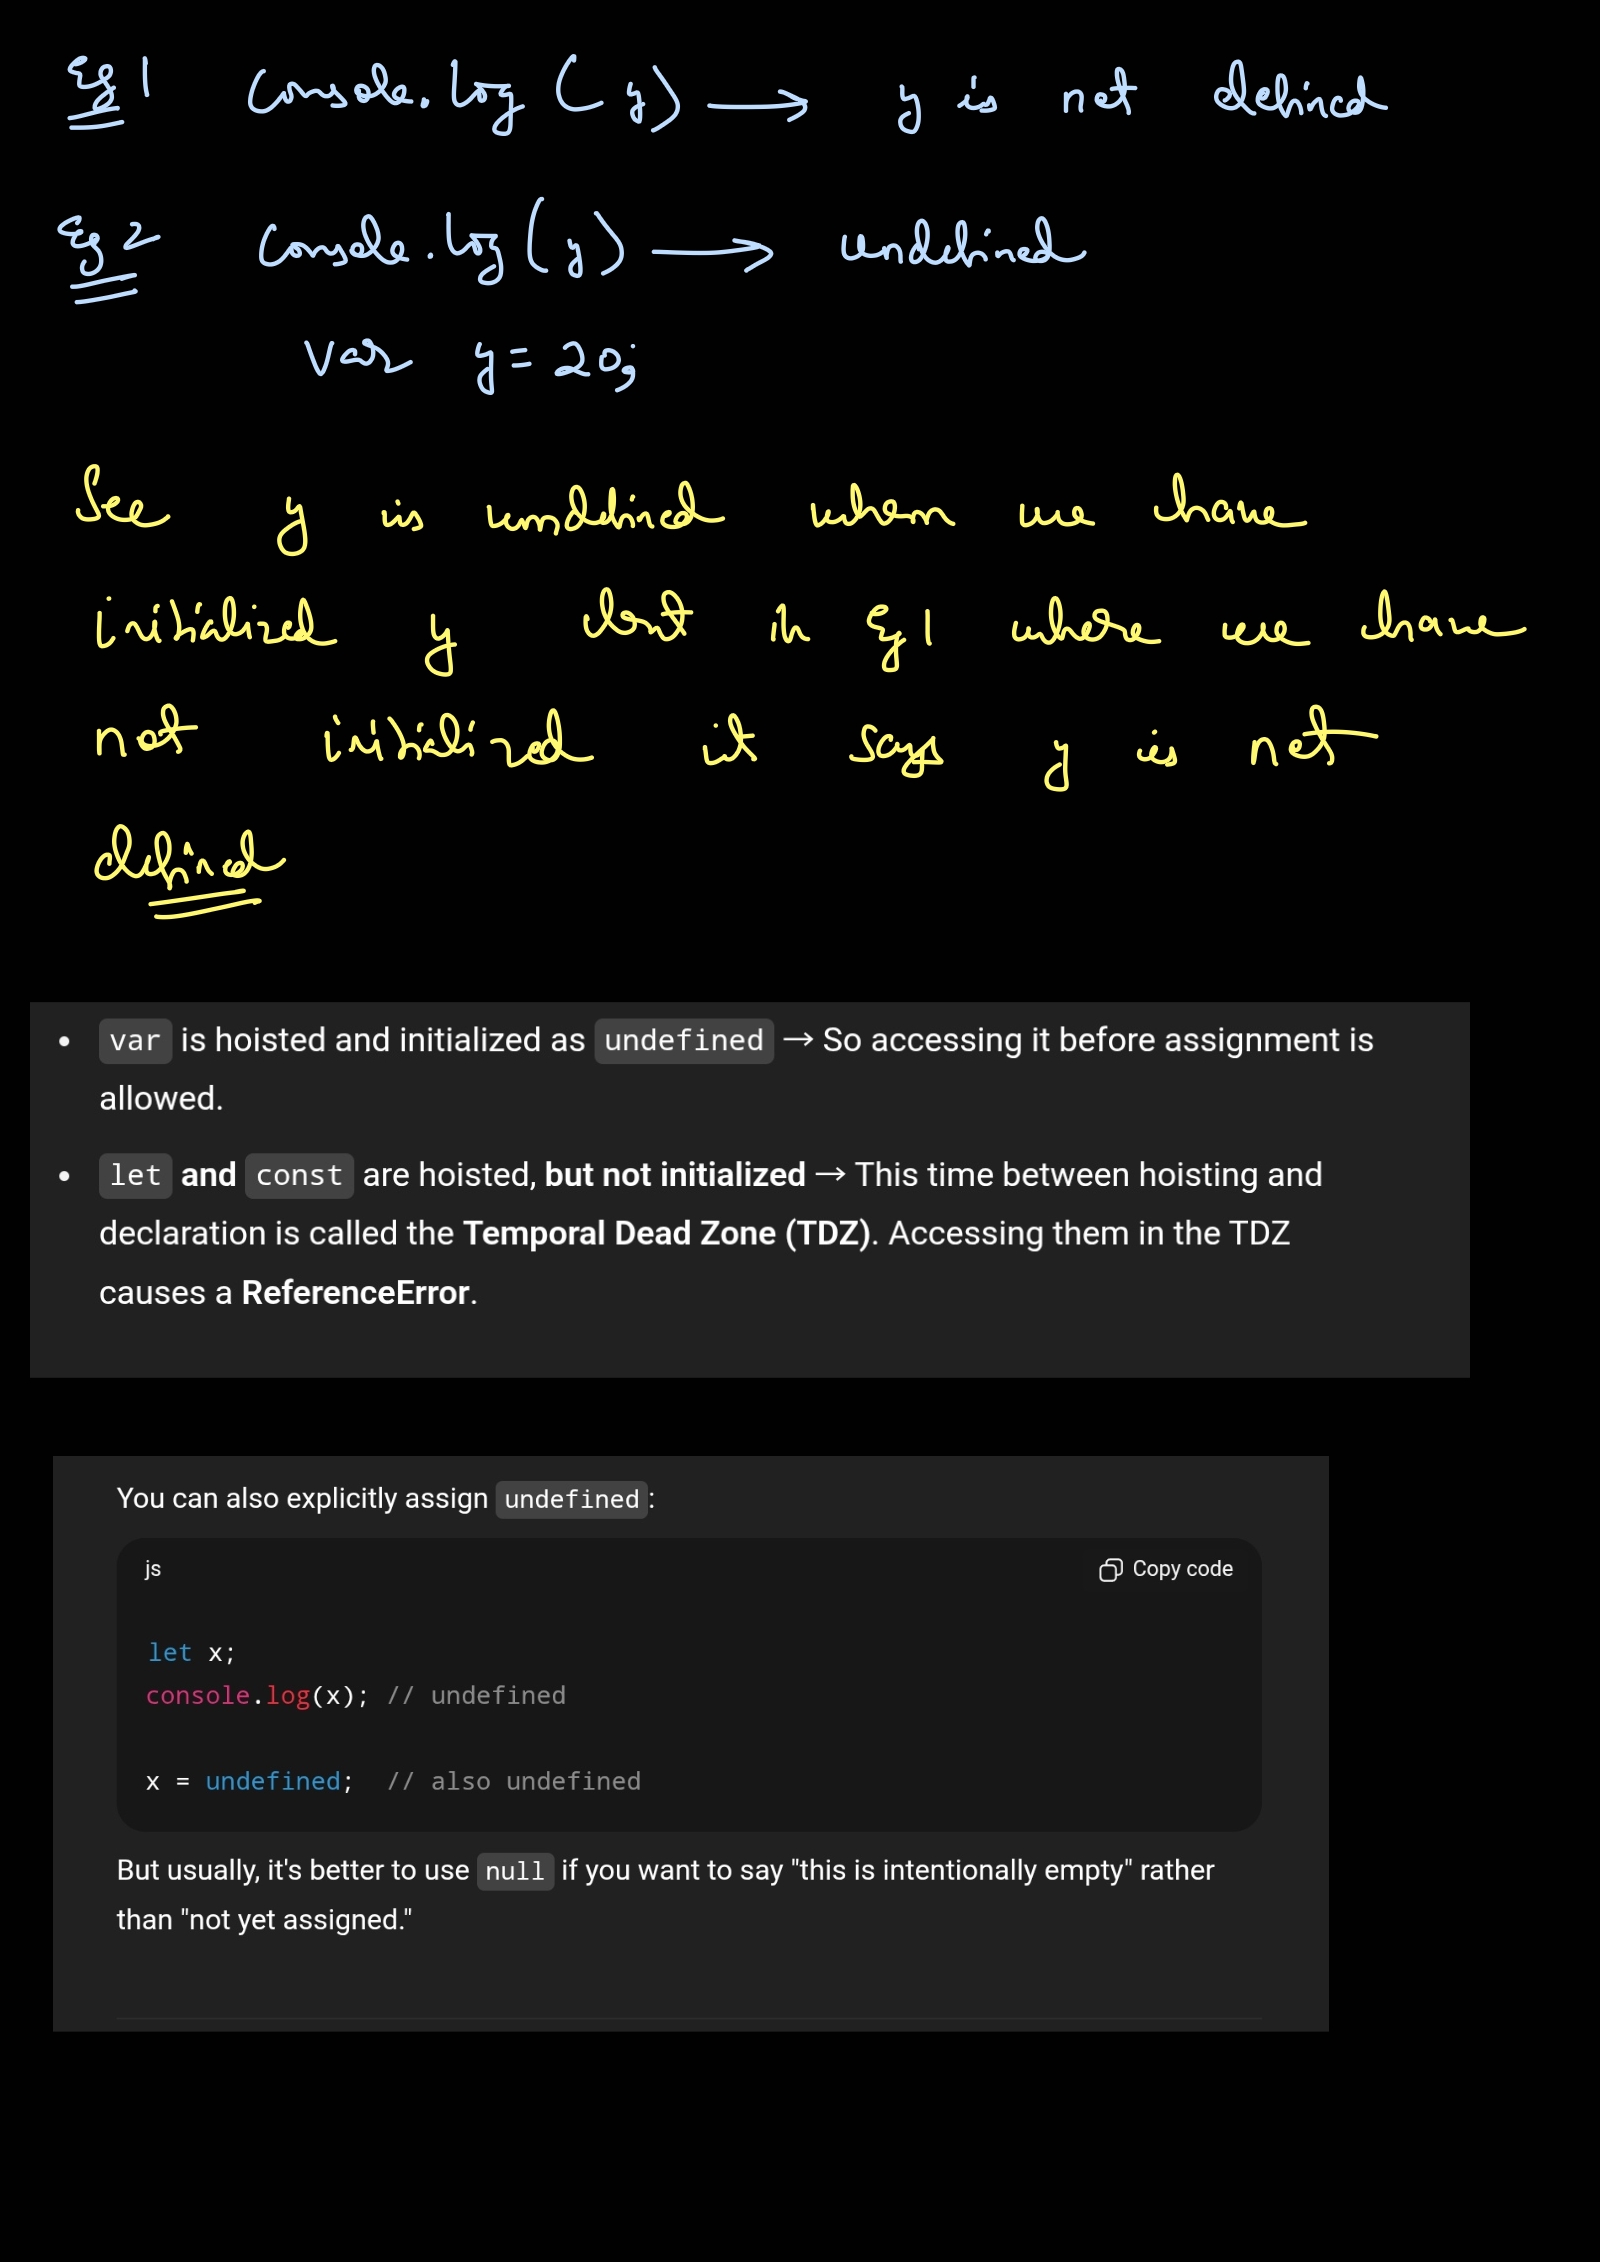 Eg 1 Console.log (y) → y is not defined
Eg 2 Console.log (y) → undefined
var y = 20;
See y is undefined when we have
initialized y but in Eg 1 where we have
not initialized it says y is not
defined
• var is hoisted and initialized as undefined → So accessing it before assignment is
allowed.
• let and const are hoisted, but not initialized → This time between hoisting and
declaration is called the Temporal Dead Zone (TDZ). Accessing them in the TDZ
causes a ReferenceError.
You can also explicitly assign undefined:
js Copy code
let x;
console.log(x); // undefined
x = undefined; // also undefined
But usually, it's better to use null if you want to say "this is intentionally empty" rather
than "not yet assigned."